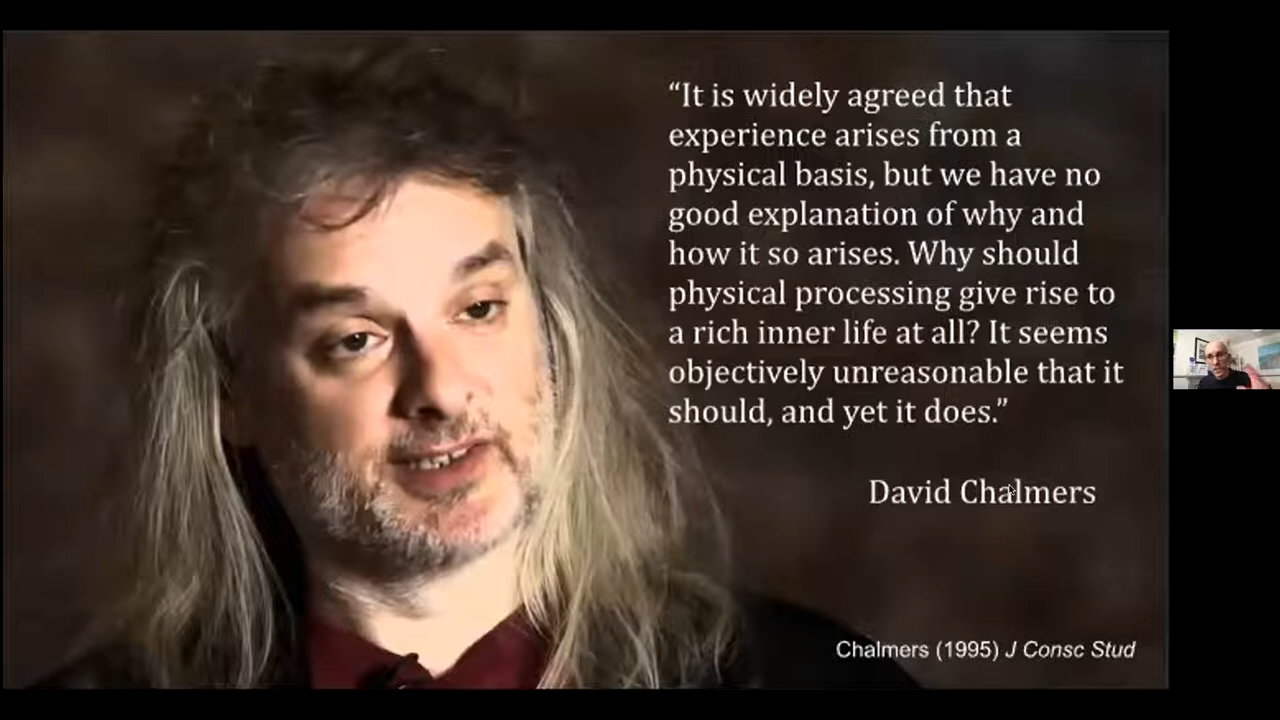 “It is widely agreed that
experience arises from a
physical basis, but we have no
good explanation of why and
how it so arises. Why should
physical processing give rise to
a rich inner life at all? It seems
objectively unreasonable that it
should, and yet it does.”
David Chalmers
Chalmers (1995) J Consc Stud